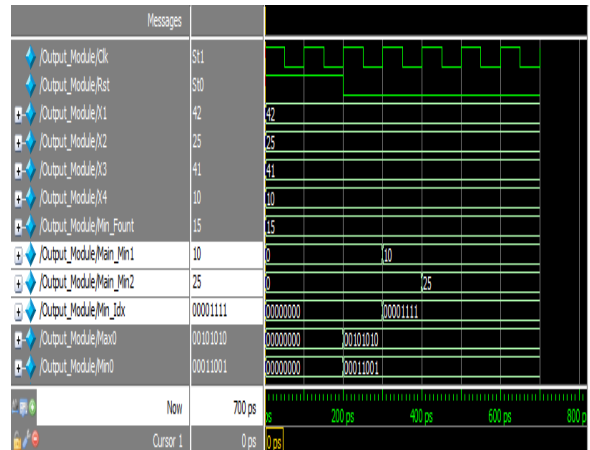 Messages
/Output_Module/Clk St1
/Output_Module/Rst St0
/Output_Module/X1 42 42
/Output_Module/X2 25 25
/Output_Module/X3 41 41
/Output_Module/X4 10 10
/Output_Module/Min_Fount 15 15
/Output_Module/Main_Min1 10 0 10
/Output_Module/Main_Min2 25 0 25
/Output_Module/Min_Idx 00001111 00000000 00001111
/Output_Module/Max0 00101010 00000000 00101010
/Output_Module/Min0 00011001 00000000 00011001
Now 700 ps ps 200 ps 400 ps 600 ps 800 p
Cursor 1 0 ps 0 ps